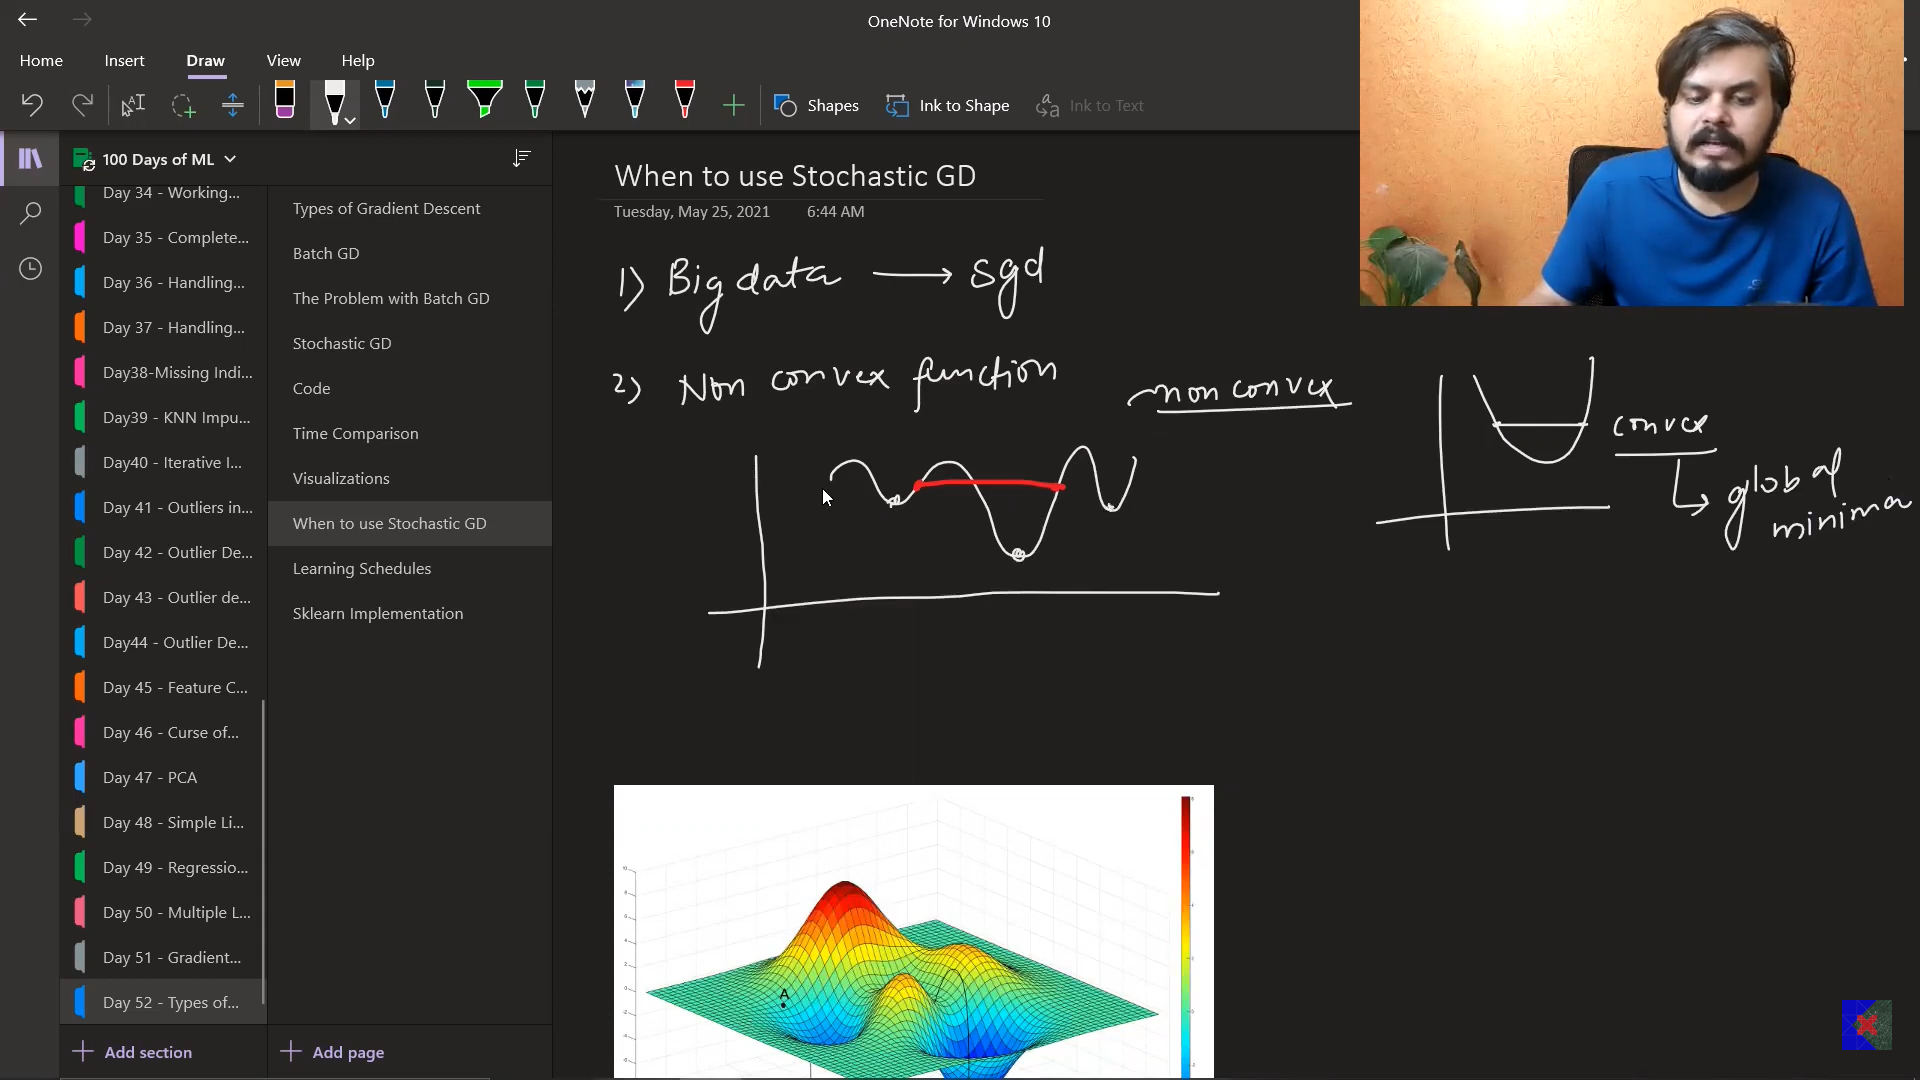 OneNote for Windows 10
Home
Insert
Draw
View
Help
Shapes
Ink to Shape
Ink to Text
100 Days of ML
Day 34 - Working...
Day 35 - Complete...
Day 36 - Handling...
Day 37 - Handling...
Day38-Missing Indi...
Day39 - KNN Impu...
Day40 - Iterative I...
Day 41 - Outliers in...
Day 42 - Outlier De...
Day 43 - Outlier de...
Day44 - Outlier De...
Day 45 - Feature C...
Day 46 - Curse of...
Day 47 - PCA
Day 48 - Simple Li...
Day 49 - Regressio...
Day 50 - Multiple L...
Day 51 - Gradient...
Day 52 - Types of...
Add section
Types of Gradient Descent
Batch GD
The Problem with Batch GD
Stochastic GD
Code
Time Comparison
Visualizations
When to use Stochastic GD
Learning Schedules
Sklearn Implementation
Add page
When to use Stochastic GD
Tuesday, May 25, 2021 6:44 AM
1) Big data → sgd
2) Non convex function
non convex
convex
global
minima
A